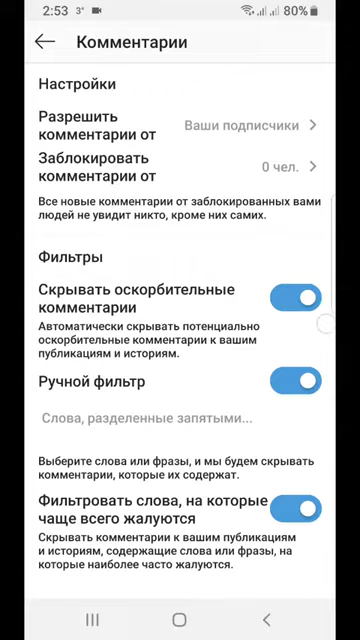 2:53 3° 80%
Комментарии
Настройки
Разрешить комментарии от Ваши подписчики
Заблокировать комментарии от 0 чел.
Все новые комментарии от заблокированных вами
людей не увидит никто, кроме них самих.
Фильтры
Скрывать оскорбительные
комментарии
Автоматически скрывать потенциально
оскорбительные комментарии к вашим
публикациям и историям.
Ручной фильтр
Слова, разделенные запятыми...
Выберите слова или фразы, и мы будем скрывать
комментарии, которые их содержат.
Фильтровать слова, на которые
чаще всего жалуются
Скрывать комментарии к вашим публикациям
и историям, содержащие слова или фразы, на
которые наиболее часто жалуются.